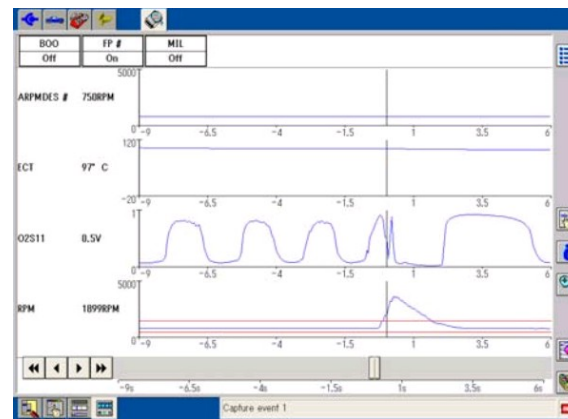 BOO FP # MIL
Off On Off
5000
ARPMDES # 750RPM
0 -9 -6.5 -4 -1.5 1 3.5 6
120
ECT 97° C
-20 -9 -6.5 -4 -1.5 1 3.5 6
1
O2S11 0.5V
0 -9 -6.5 -4 -1.5 1 3.5 6
5000
RPM 1899RPM
0 -9 -6.5 -4 -1.5 1 3.5 6
-9s -6.5s -4s -1.5s 1s 3.5s 6s
Capture event 1